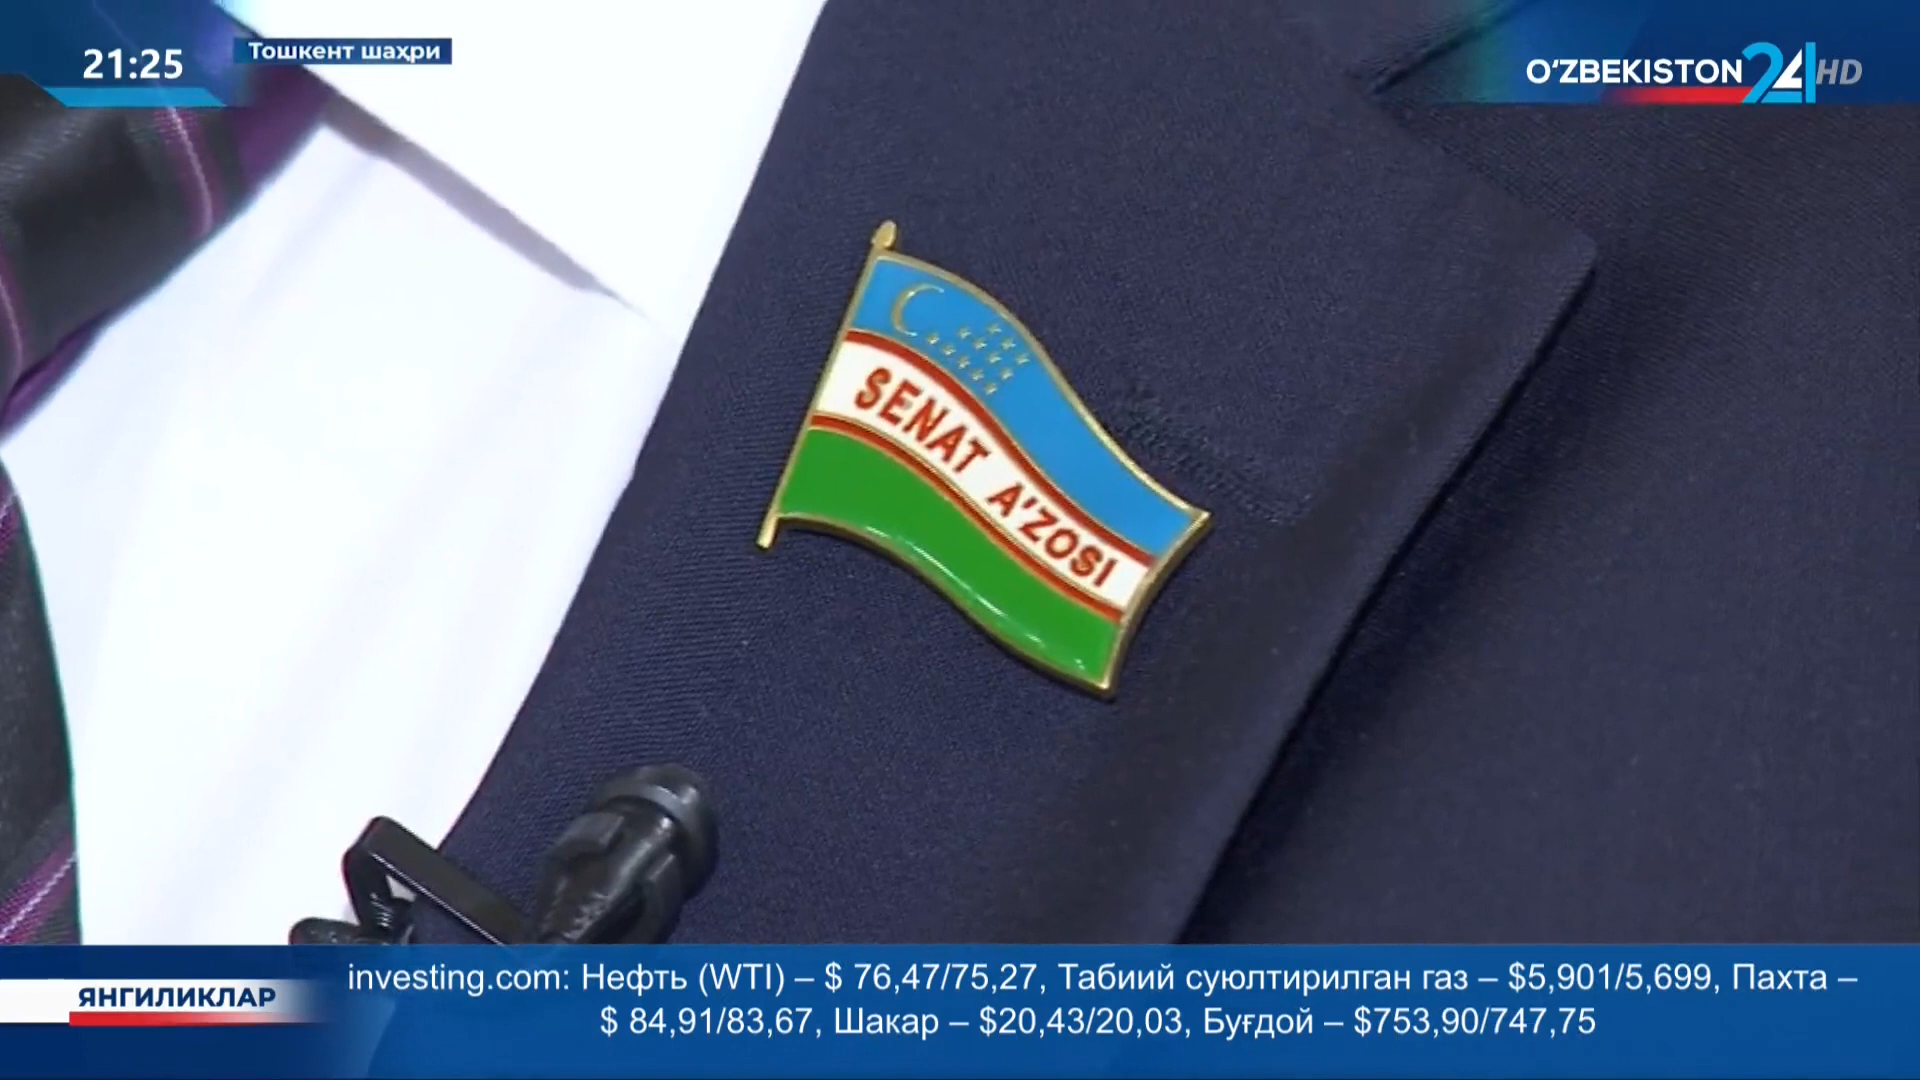 21:25
Тошкент шаҳри
O‘ZBEKISTON 24 HD
SENAT A'ZOSI
ЯНГИЛИКЛАР
investing.com: Нефть (WTI) – $ 76,47/75,27, Табиий суюлтирилган газ – $5,901/5,699, Пахта –
$ 84,91/83,67, Шакар – $20,43/20,03, Буғдой – $753,90/747,75